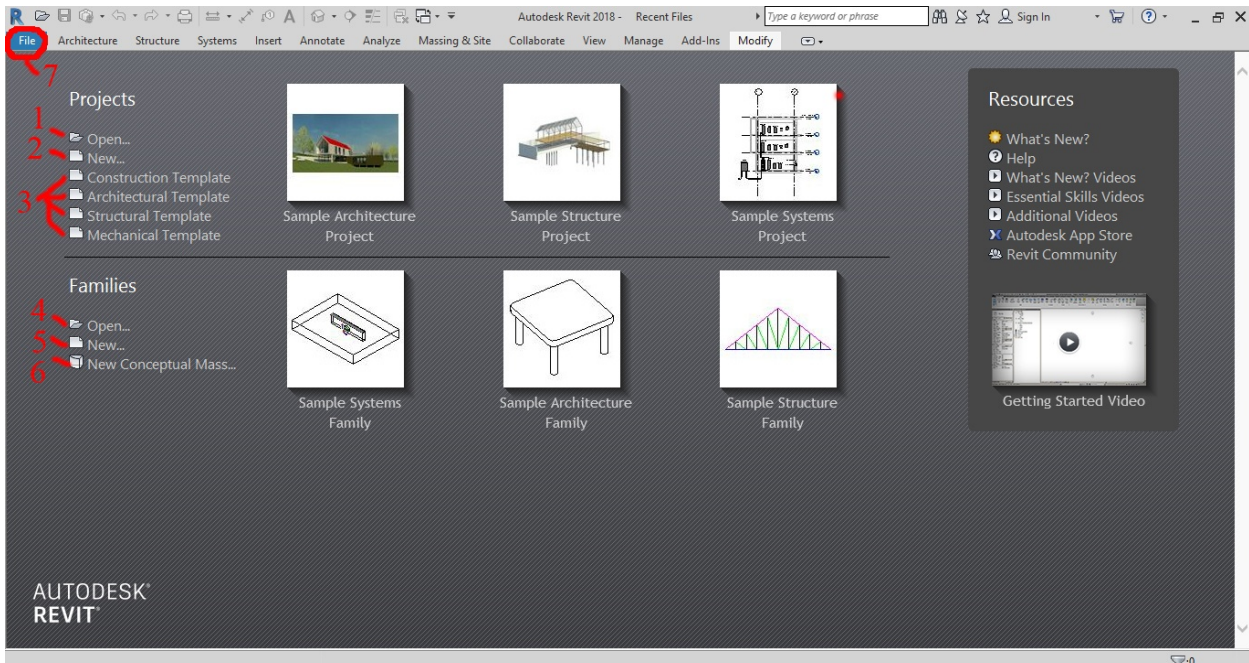 Autodesk Revit 2018 - Recent Files
Type a keyword or phrase
Sign In
File Architecture Structure Systems Insert Annotate Analyze Massing & Site Collaborate View Manage Add-Ins Modify
7
Projects
1 Open...
2 New...
3
Construction Template
Architectural Template
Structural Template
Mechanical Template
Sample Architecture
Project
Sample Structure
Project
Sample Systems
Project
Families
4 Open...
5 New...
6 New Conceptual Mass...
Sample Systems
Family
Sample Architecture
Family
Sample Structure
Family
Resources
What's New?
Help
What's New? Videos
Essential Skills Videos
Additional Videos
Autodesk App Store
Revit Community
Getting Started Video
AUTODESK®
REVIT®
:0